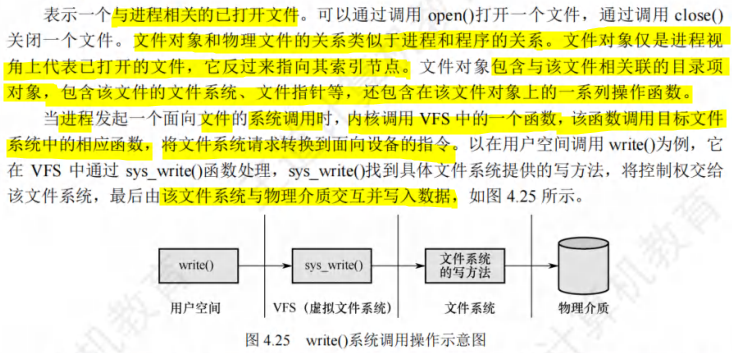 表示一个与进程相关的已打开文件。可以通过调用 open()打开一个文件，通过调用 close()
关闭一个文件。文件对象和物理文件的关系类似于进程和程序的关系。文件对象仅是进程视
角上代表已打开的文件，它反过来指向其索引节点。文件对象包含与该文件相关联的目录项
对象，包含该文件的文件系统、文件指针等，还包含在该文件对象上的一系列操作函数。
当进程发起一个面向文件的系统调用时，内核调用 VFS 中的一个函数，该函数调用目标文件
系统中的相应函数，将文件系统请求转换到面向设备的指令。以在用户空间调用 write()为例，它
在 VFS 中通过 sys_write()函数处理，sys_write()找到具体文件系统提供的写方法，将控制权交给
该文件系统，最后由该文件系统与物理介质交互并写入数据，如图 4.25 所示。
write()
sys_write()
文件系统
的写方法
用户空间
VFS（虚拟文件系统）
文件系统
物理介质
图 4.25 write()系统调用操作示意图
机教育
计算机教育